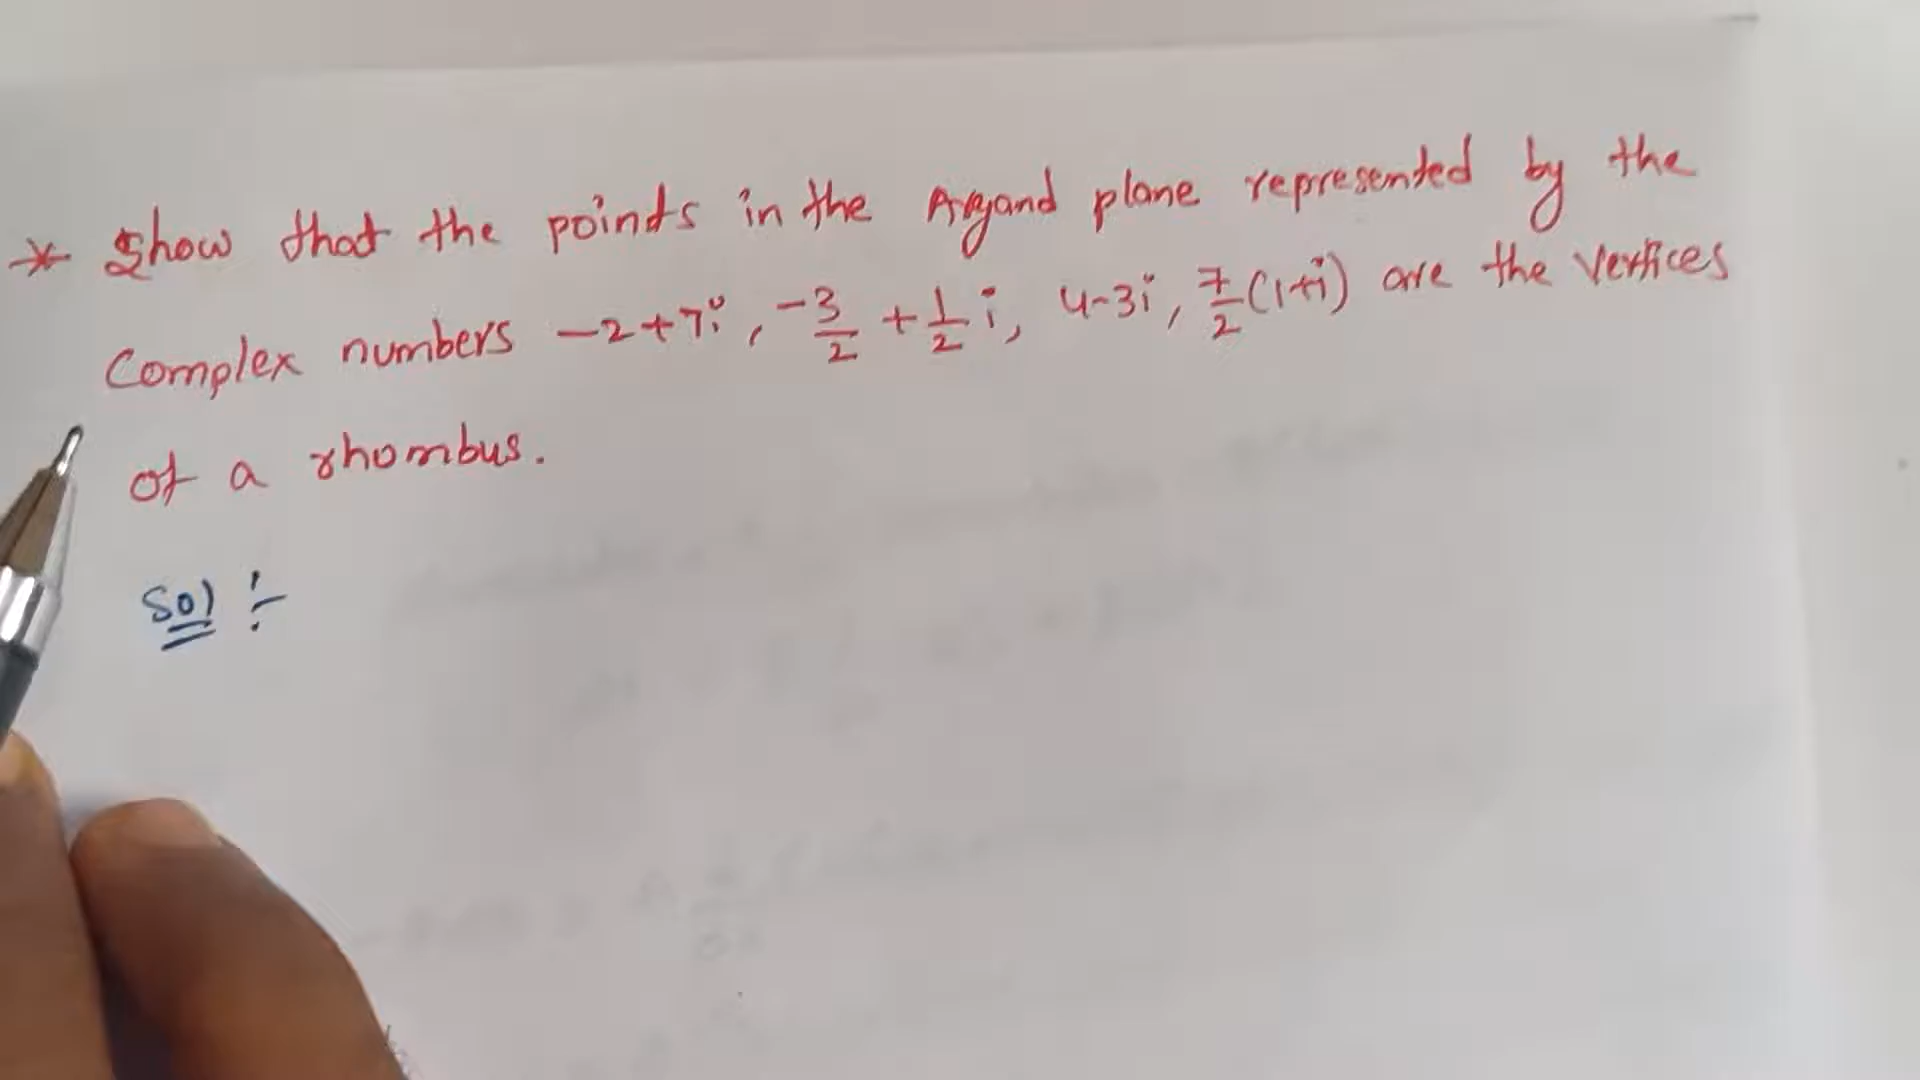 * Show that the points in the Argand plane represented by the
Complex numbers -2+7i, -3/2 + 1/2 i, 4-3i, 7/2 (1+i) are the vertices
of a rhombus.
Sol :-